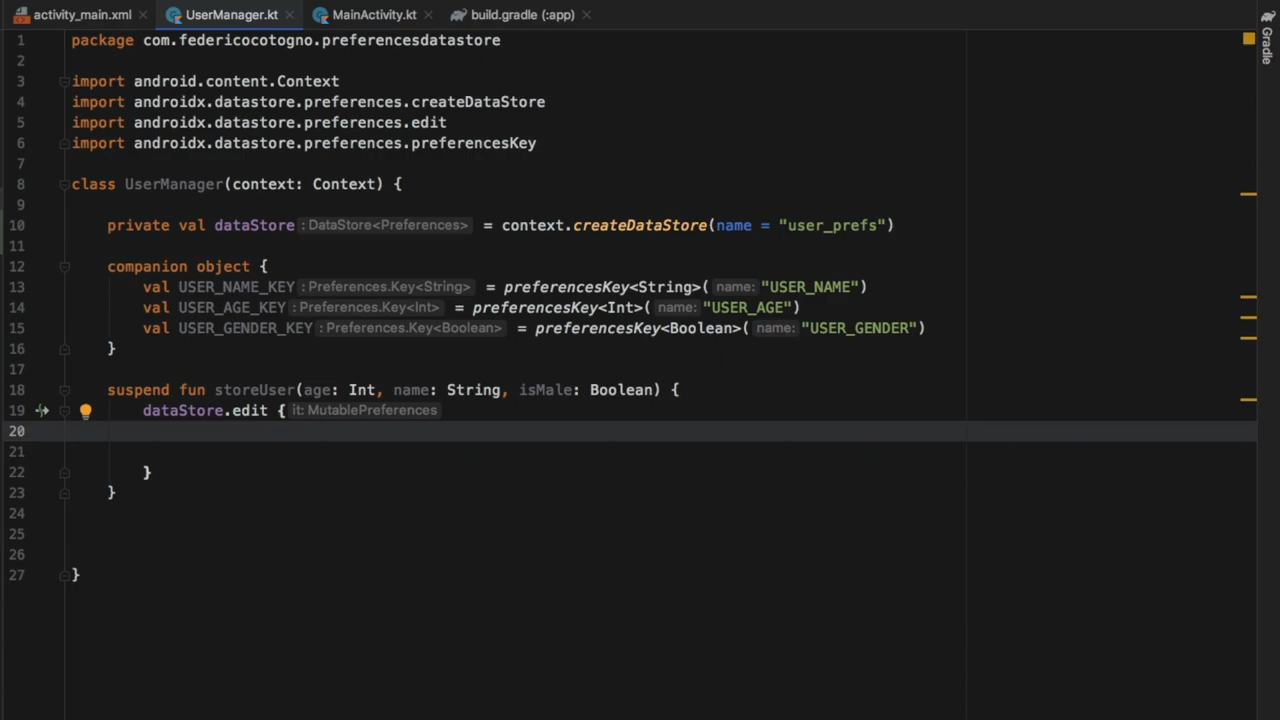 activity_main.xml UserManager.kt MainActivity.kt build.gradle (:app)
Gradle
1 package com.federicocotogno.preferencesdatastore
2
3 import android.content.Context
4 import androidx.datastore.preferences.createDataStore
5 import androidx.datastore.preferences.edit
6 import androidx.datastore.preferences.preferencesKey
7
8 class UserManager(context: Context) {
9
10 private val dataStore : DataStore<Preferences> = context.createDataStore(name = "user_prefs")
11
12 companion object {
13 val USER_NAME_KEY : Preferences.Key<String> = preferencesKey<String>( name: "USER_NAME")
14 val USER_AGE_KEY : Preferences.Key<Int> = preferencesKey<Int>( name: "USER_AGE")
15 val USER_GENDER_KEY : Preferences.Key<Boolean> = preferencesKey<Boolean>( name: "USER_GENDER")
16 }
17
18 suspend fun storeUser(age: Int, name: String, isMale: Boolean) {
19 dataStore.edit { it: MutablePreferences
20
21
22 }
23 }
24
25
26
27 }